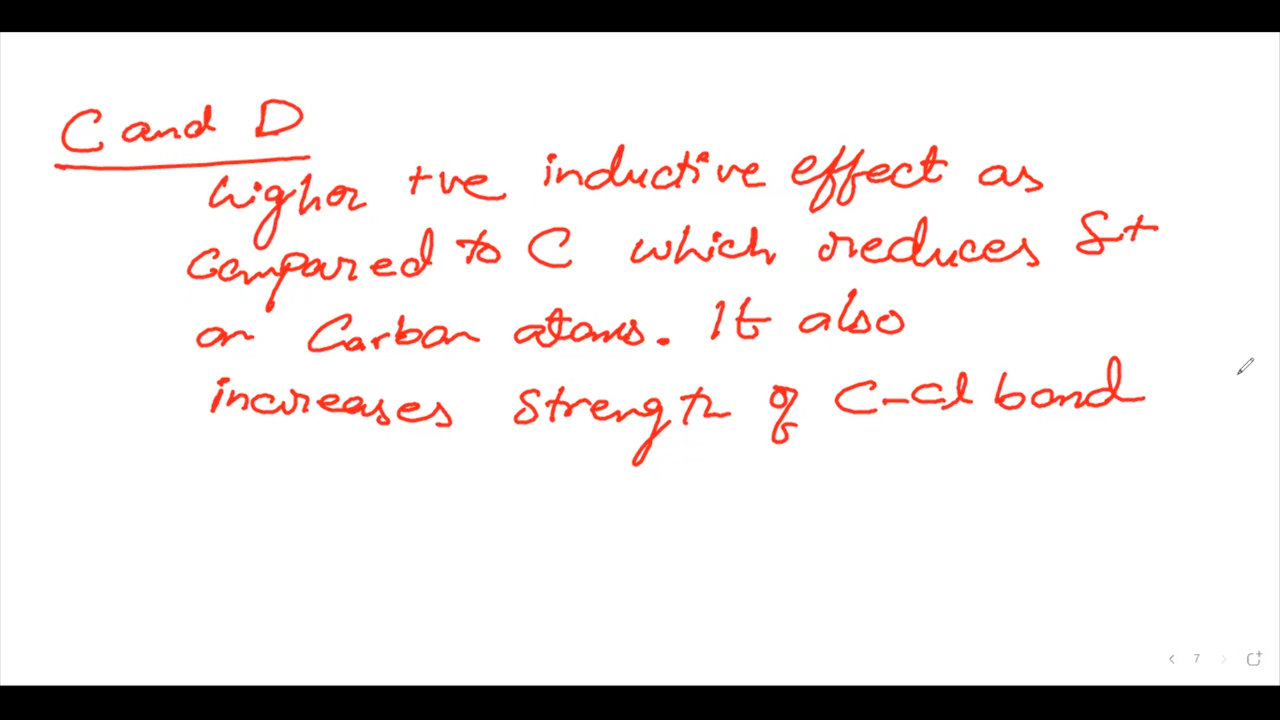 C and D
higher +ve inductive effect as
compared to C which reduces δ+
on Carbon atoms. It also
increases strength of C-Cl bond
7